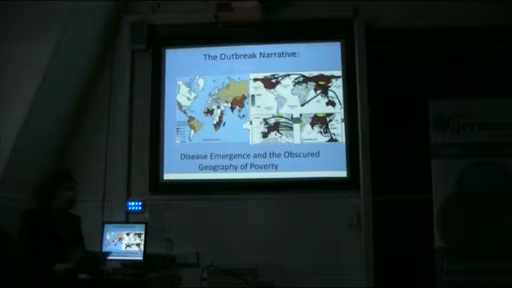 The Outbreak Narrative:
Disease Emergence and the Obscured
Geography of Poverty